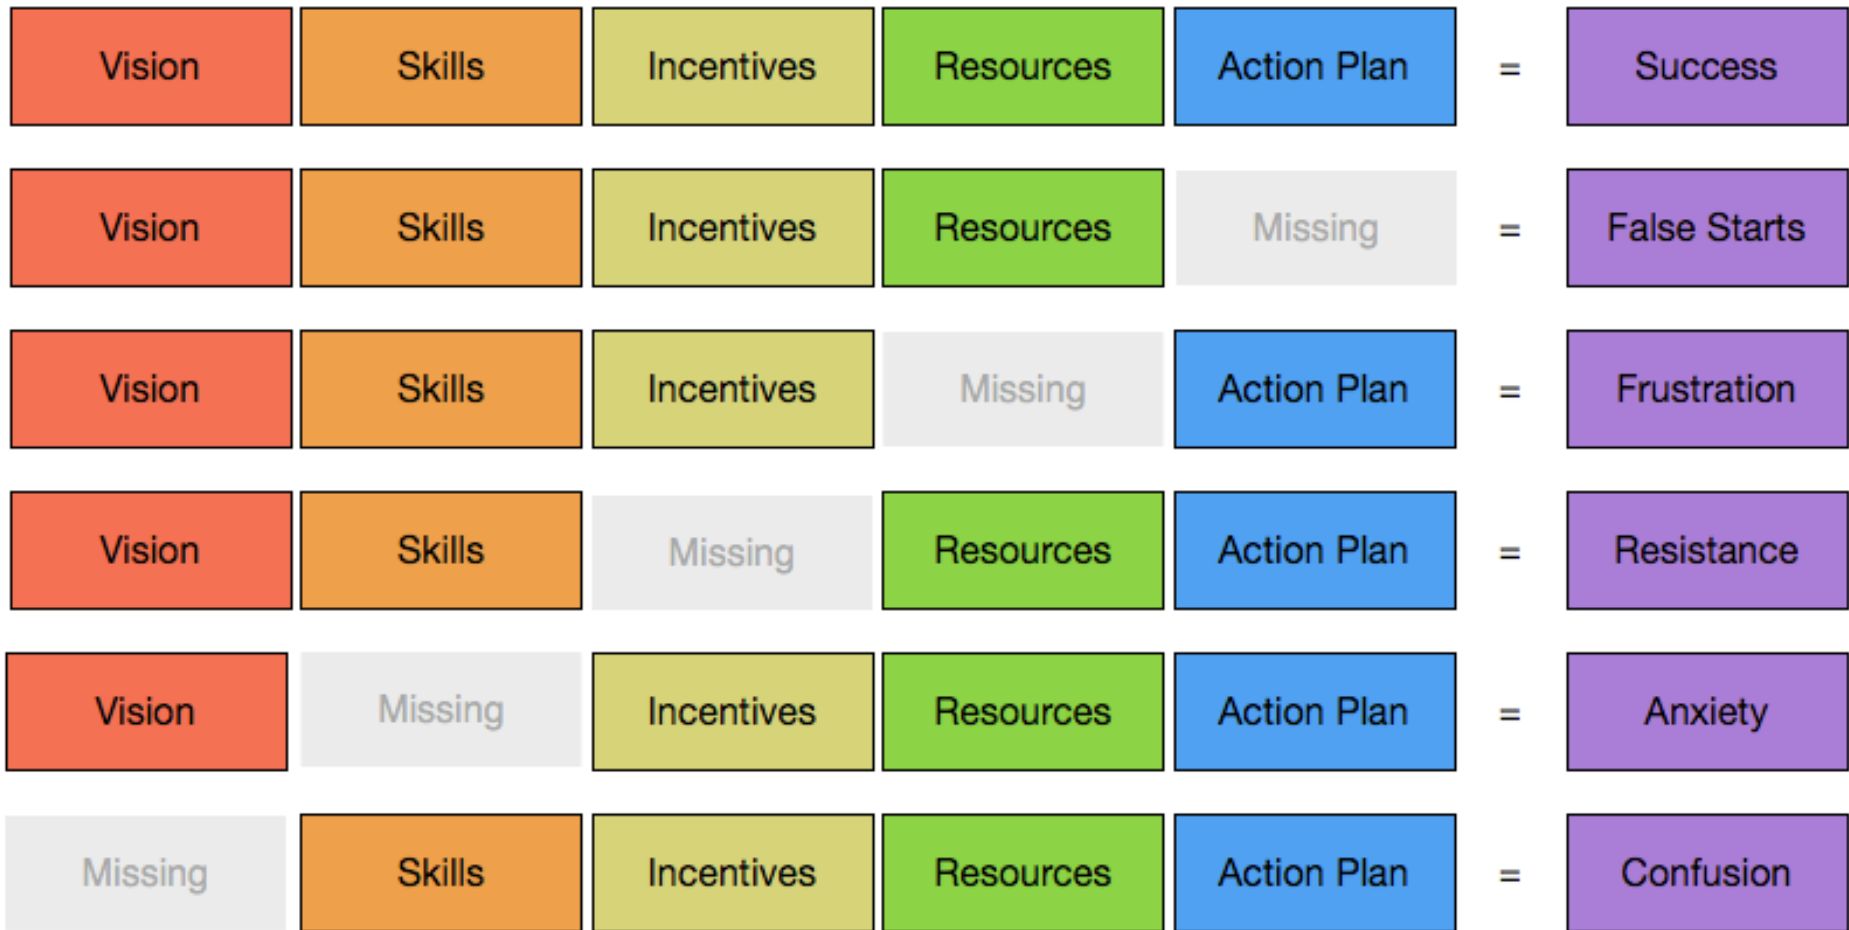 Vision Skills Incentives Resources Action Plan = Success
Vision Skills Incentives Resources Missing = False Starts
Vision Skills Incentives Missing Action Plan = Frustration
Vision Skills Missing Resources Action Plan = Resistance
Vision Missing Incentives Resources Action Plan = Anxiety
Missing Skills Incentives Resources Action Plan = Confusion